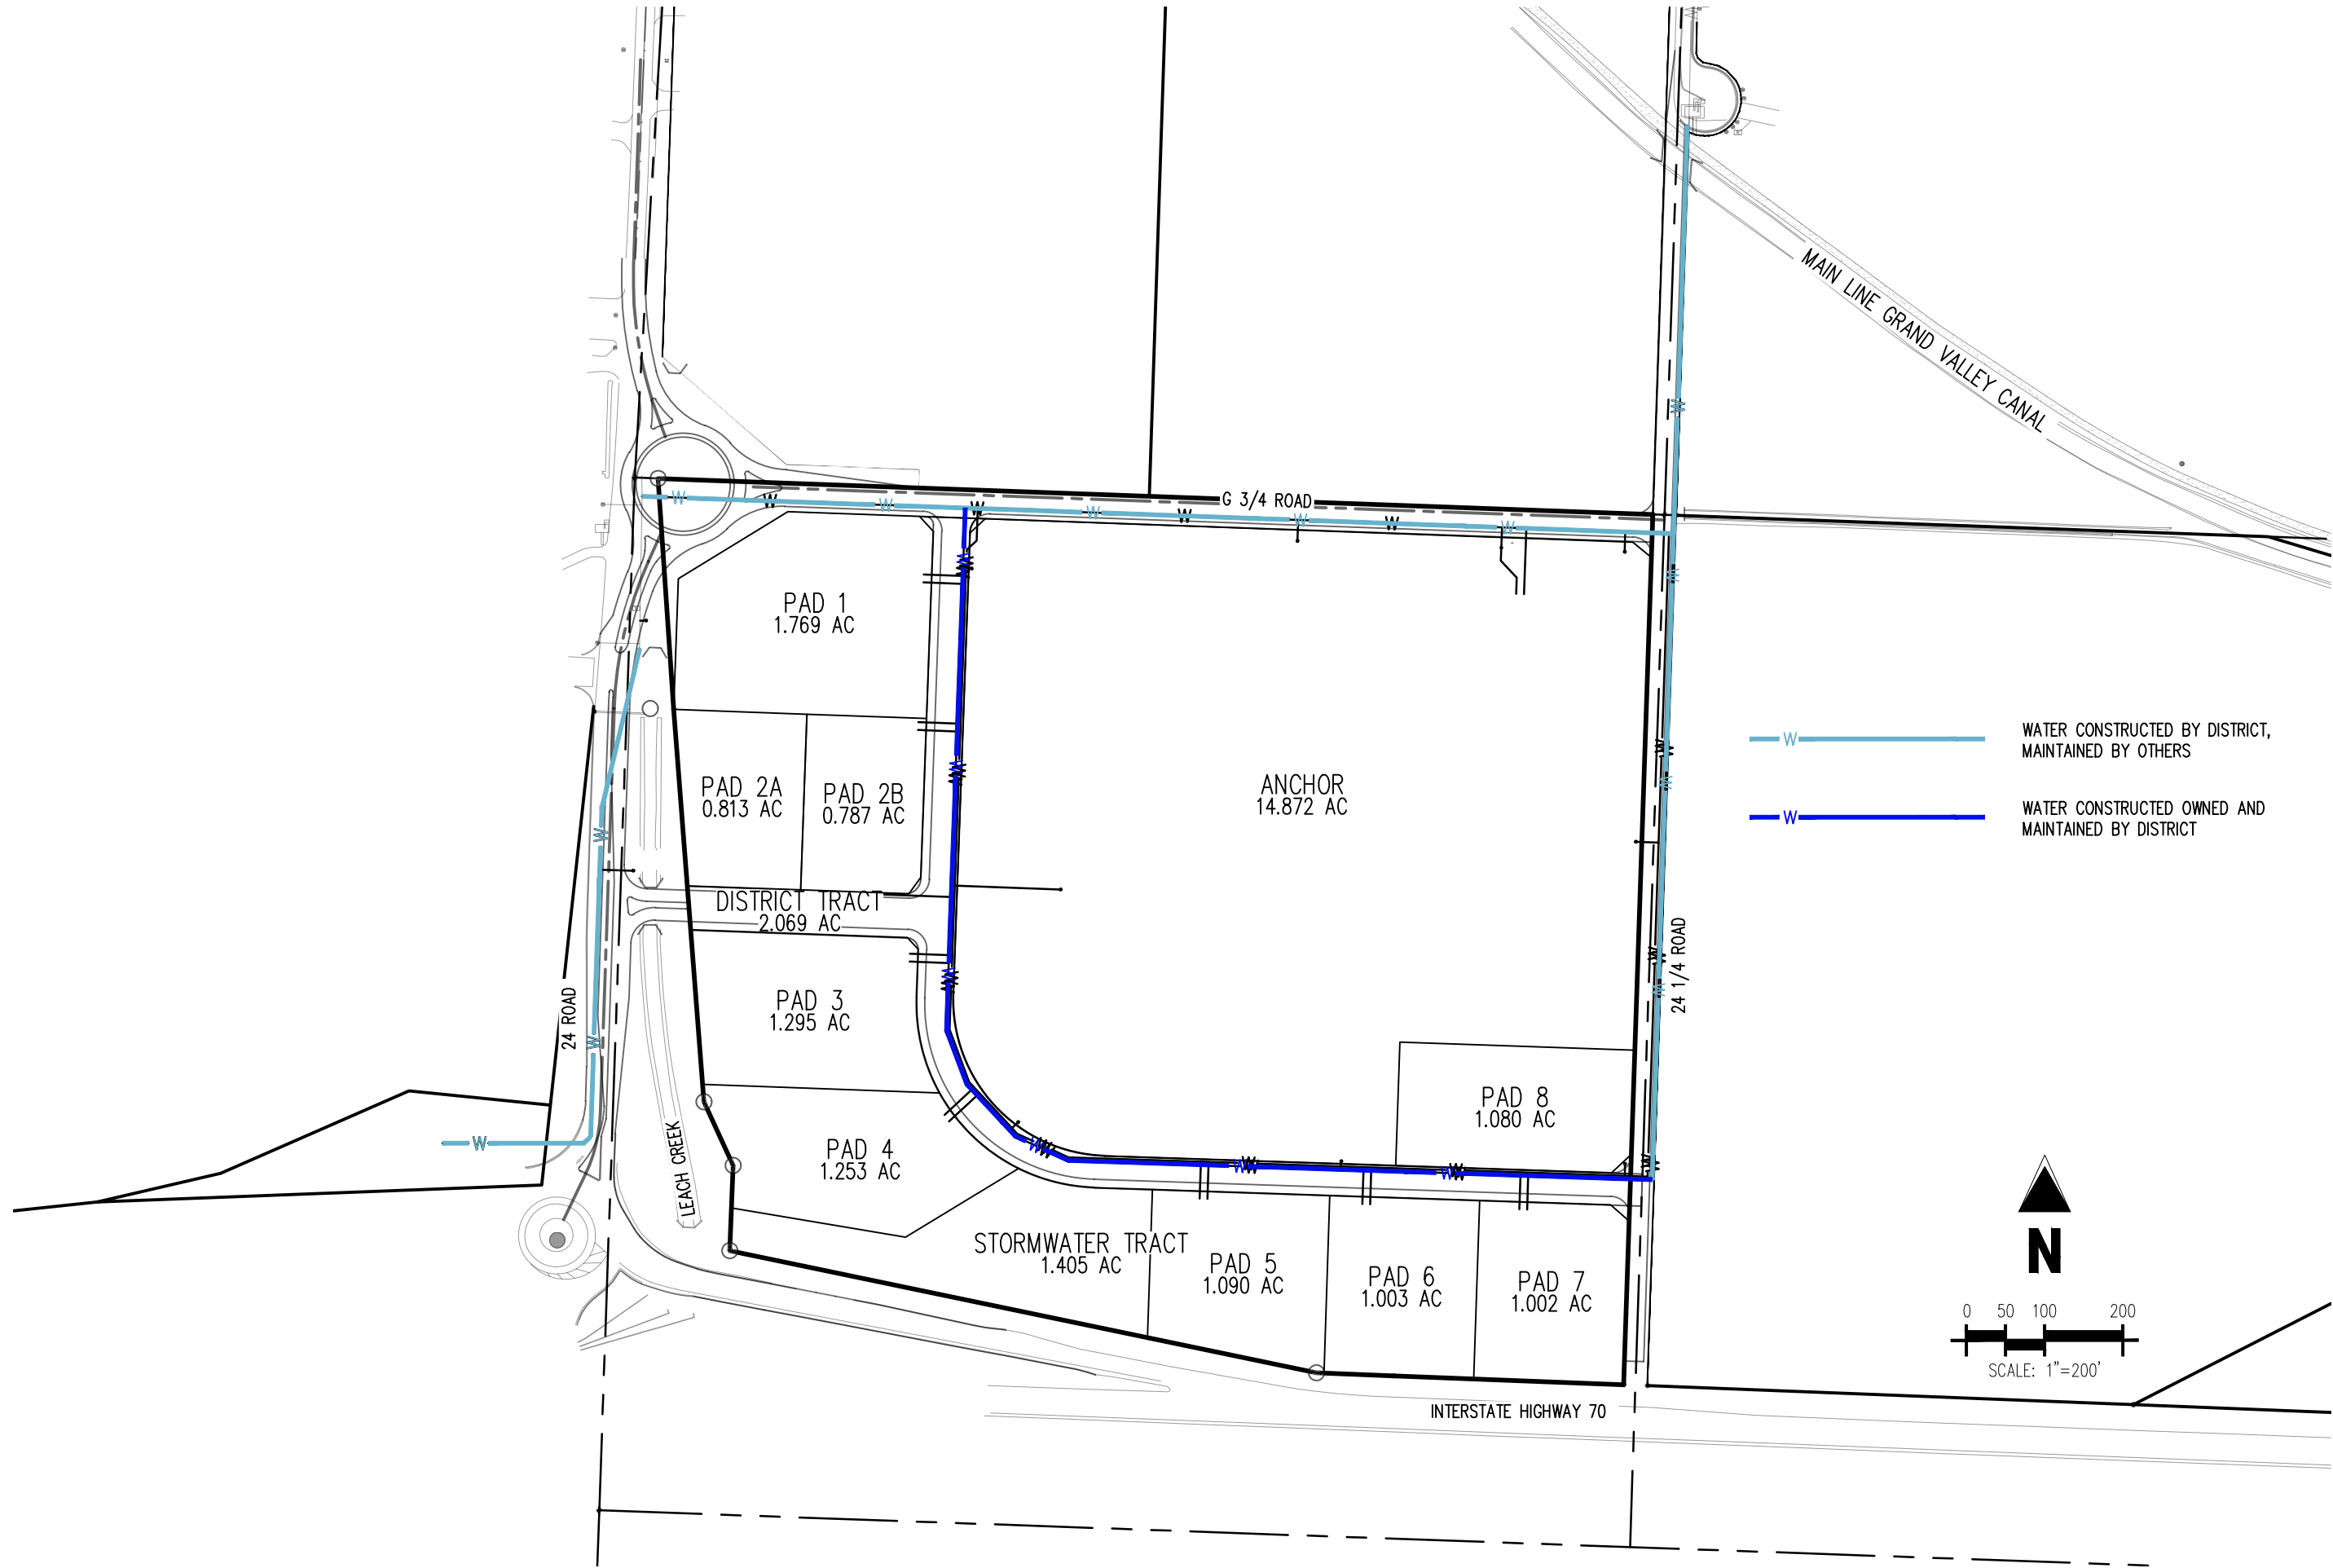 MAIN LINE GRAND VALLEY CANAL
G 3/4 ROAD
W
W
W
W
W
W
W
W
W
PAD 1
1.769 AC
WATER CONSTRUCTED BY DISTRICT,
MAINTAINED BY OTHERS
W
WATER CONSTRUCTED OWNED AND
MAINTAINED BY DISTRICT
W
PAD 2A
0.813 AC
PAD 2B
0.787 AC
ANCHOR
14.872 AC
DISTRICT TRACT
2.069 AC
24 1/4 ROAD
24 ROAD
PAD 3
1.295 AC
PAD 8
1.080 AC
W
LEACH CREEK
PAD 4
1.253 AC
STORMWATER TRACT
1.405 AC
PAD 5
1.090 AC
PAD 6
1.003 AC
PAD 7
1.002 AC
N
0 50 100 200
SCALE: 1"=200'
INTERSTATE HIGHWAY 70